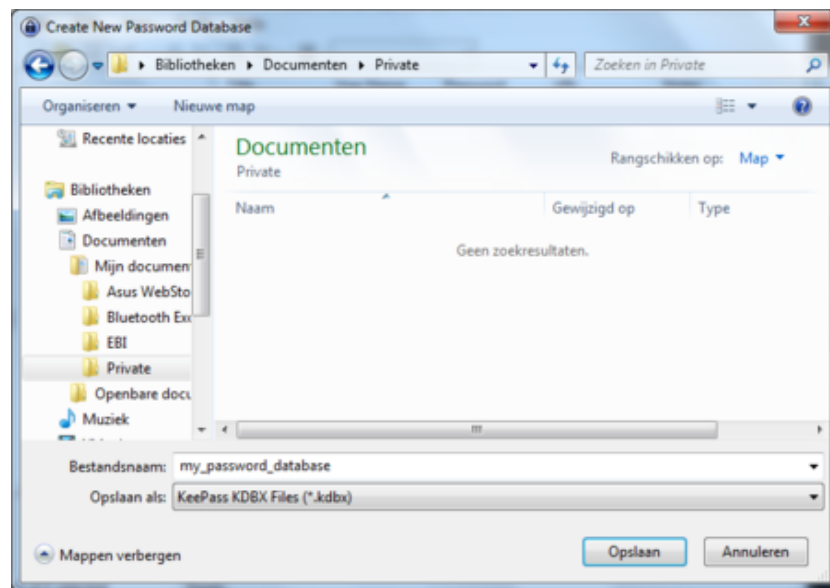 Create New Password Database
Bibliotheken Documenten Private
Zoeken in Private
Organiseren Nieuwe map
Recente locaties
Bibliotheken
Afbeeldingen
Documenten
Mijn documen
Asus WebSto
Bluetooth Exc
EBI
Private
Openbare docu
Muziek
Documenten
Private
Rangschikken op: Map
Naam Gewijzigd op Type
Geen zoekresultaten.
Bestandsnaam: my_password_database
Opslaan als: KeePass KDBX Files (*.kdbx)
Mappen verbergen
Opslaan Annuleren